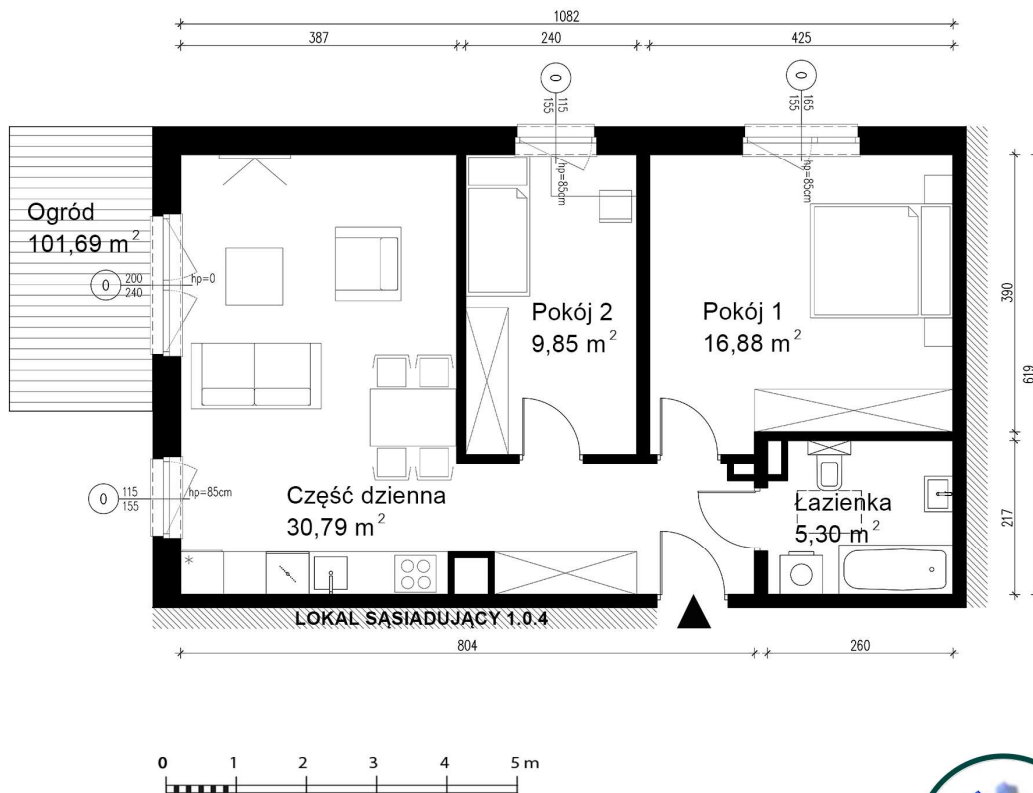 1082
387 240 425
0 0
115
155
165
155
hp=85cm hp=85cm
Ogród
101,69 m²
0 200
240 hp=0
Pokój 2
9,85 m²
Pokój 1
16,88 m²
390
619
0 115
155 hp=85cm
Część dzienna
30,79 m²
Łazienka
5,30 m²
217
*
LOKAL SĄSIADUJĄCY 1.0.4
804 260
0 1 2 3 4 5 m